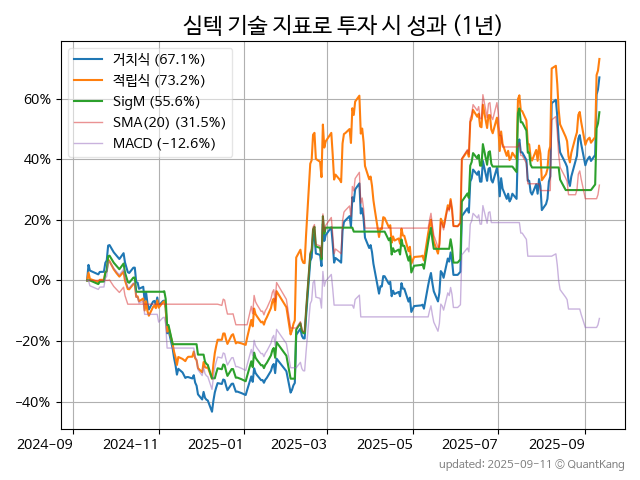 심텍 기술 지표로 투자 시 성과 (1년)
거치식 (67.1%)
적립식 (73.2%)
SigM (55.6%)
SMA(20) (31.5%)
MACD (−12.6%)
60%
40%
20%
0%
−20%
−40%
2024-09 2024-11 2025-01 2025-03 2025-05 2025-07 2025-09
updated: 2025-09-11 © QuantKang